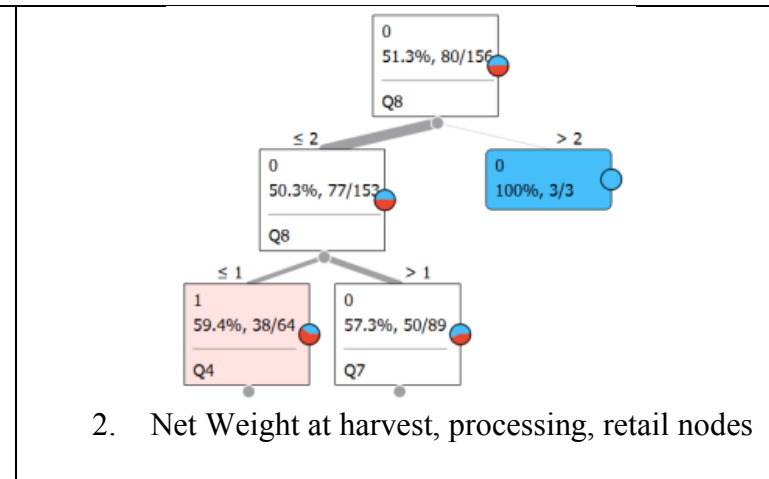 0
51.3%, 80/156
Q8
≤ 2
> 2
0
50.3%, 77/153
Q8
0
100%, 3/3
≤ 1
> 1
1
59.4%, 38/64
Q4
0
57.3%, 50/89
Q7
2. Net Weight at harvest, processing, retail nodes